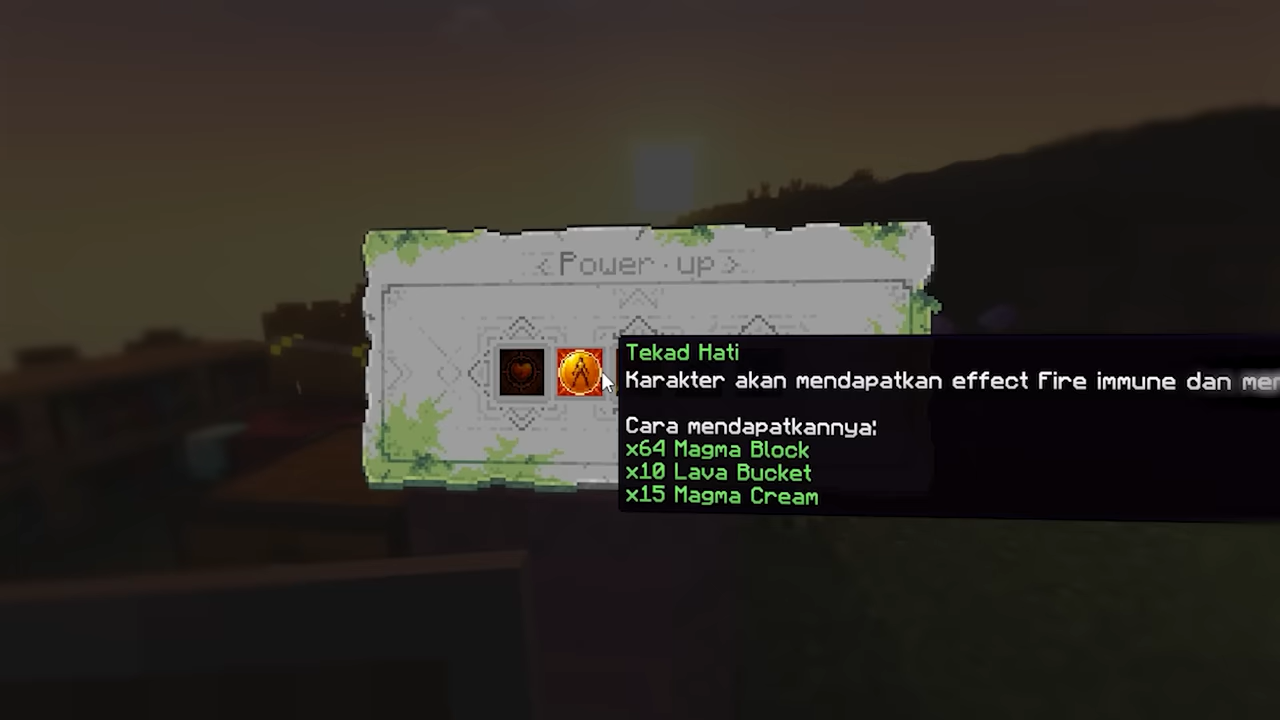 <Power·up>
Tekad Hati
Karakter akan mendapatkan effect Fire immune dan
Cara mendapatkannya:
x64 Magma Block
x10 Lava Bucket
x15 Magma Cream